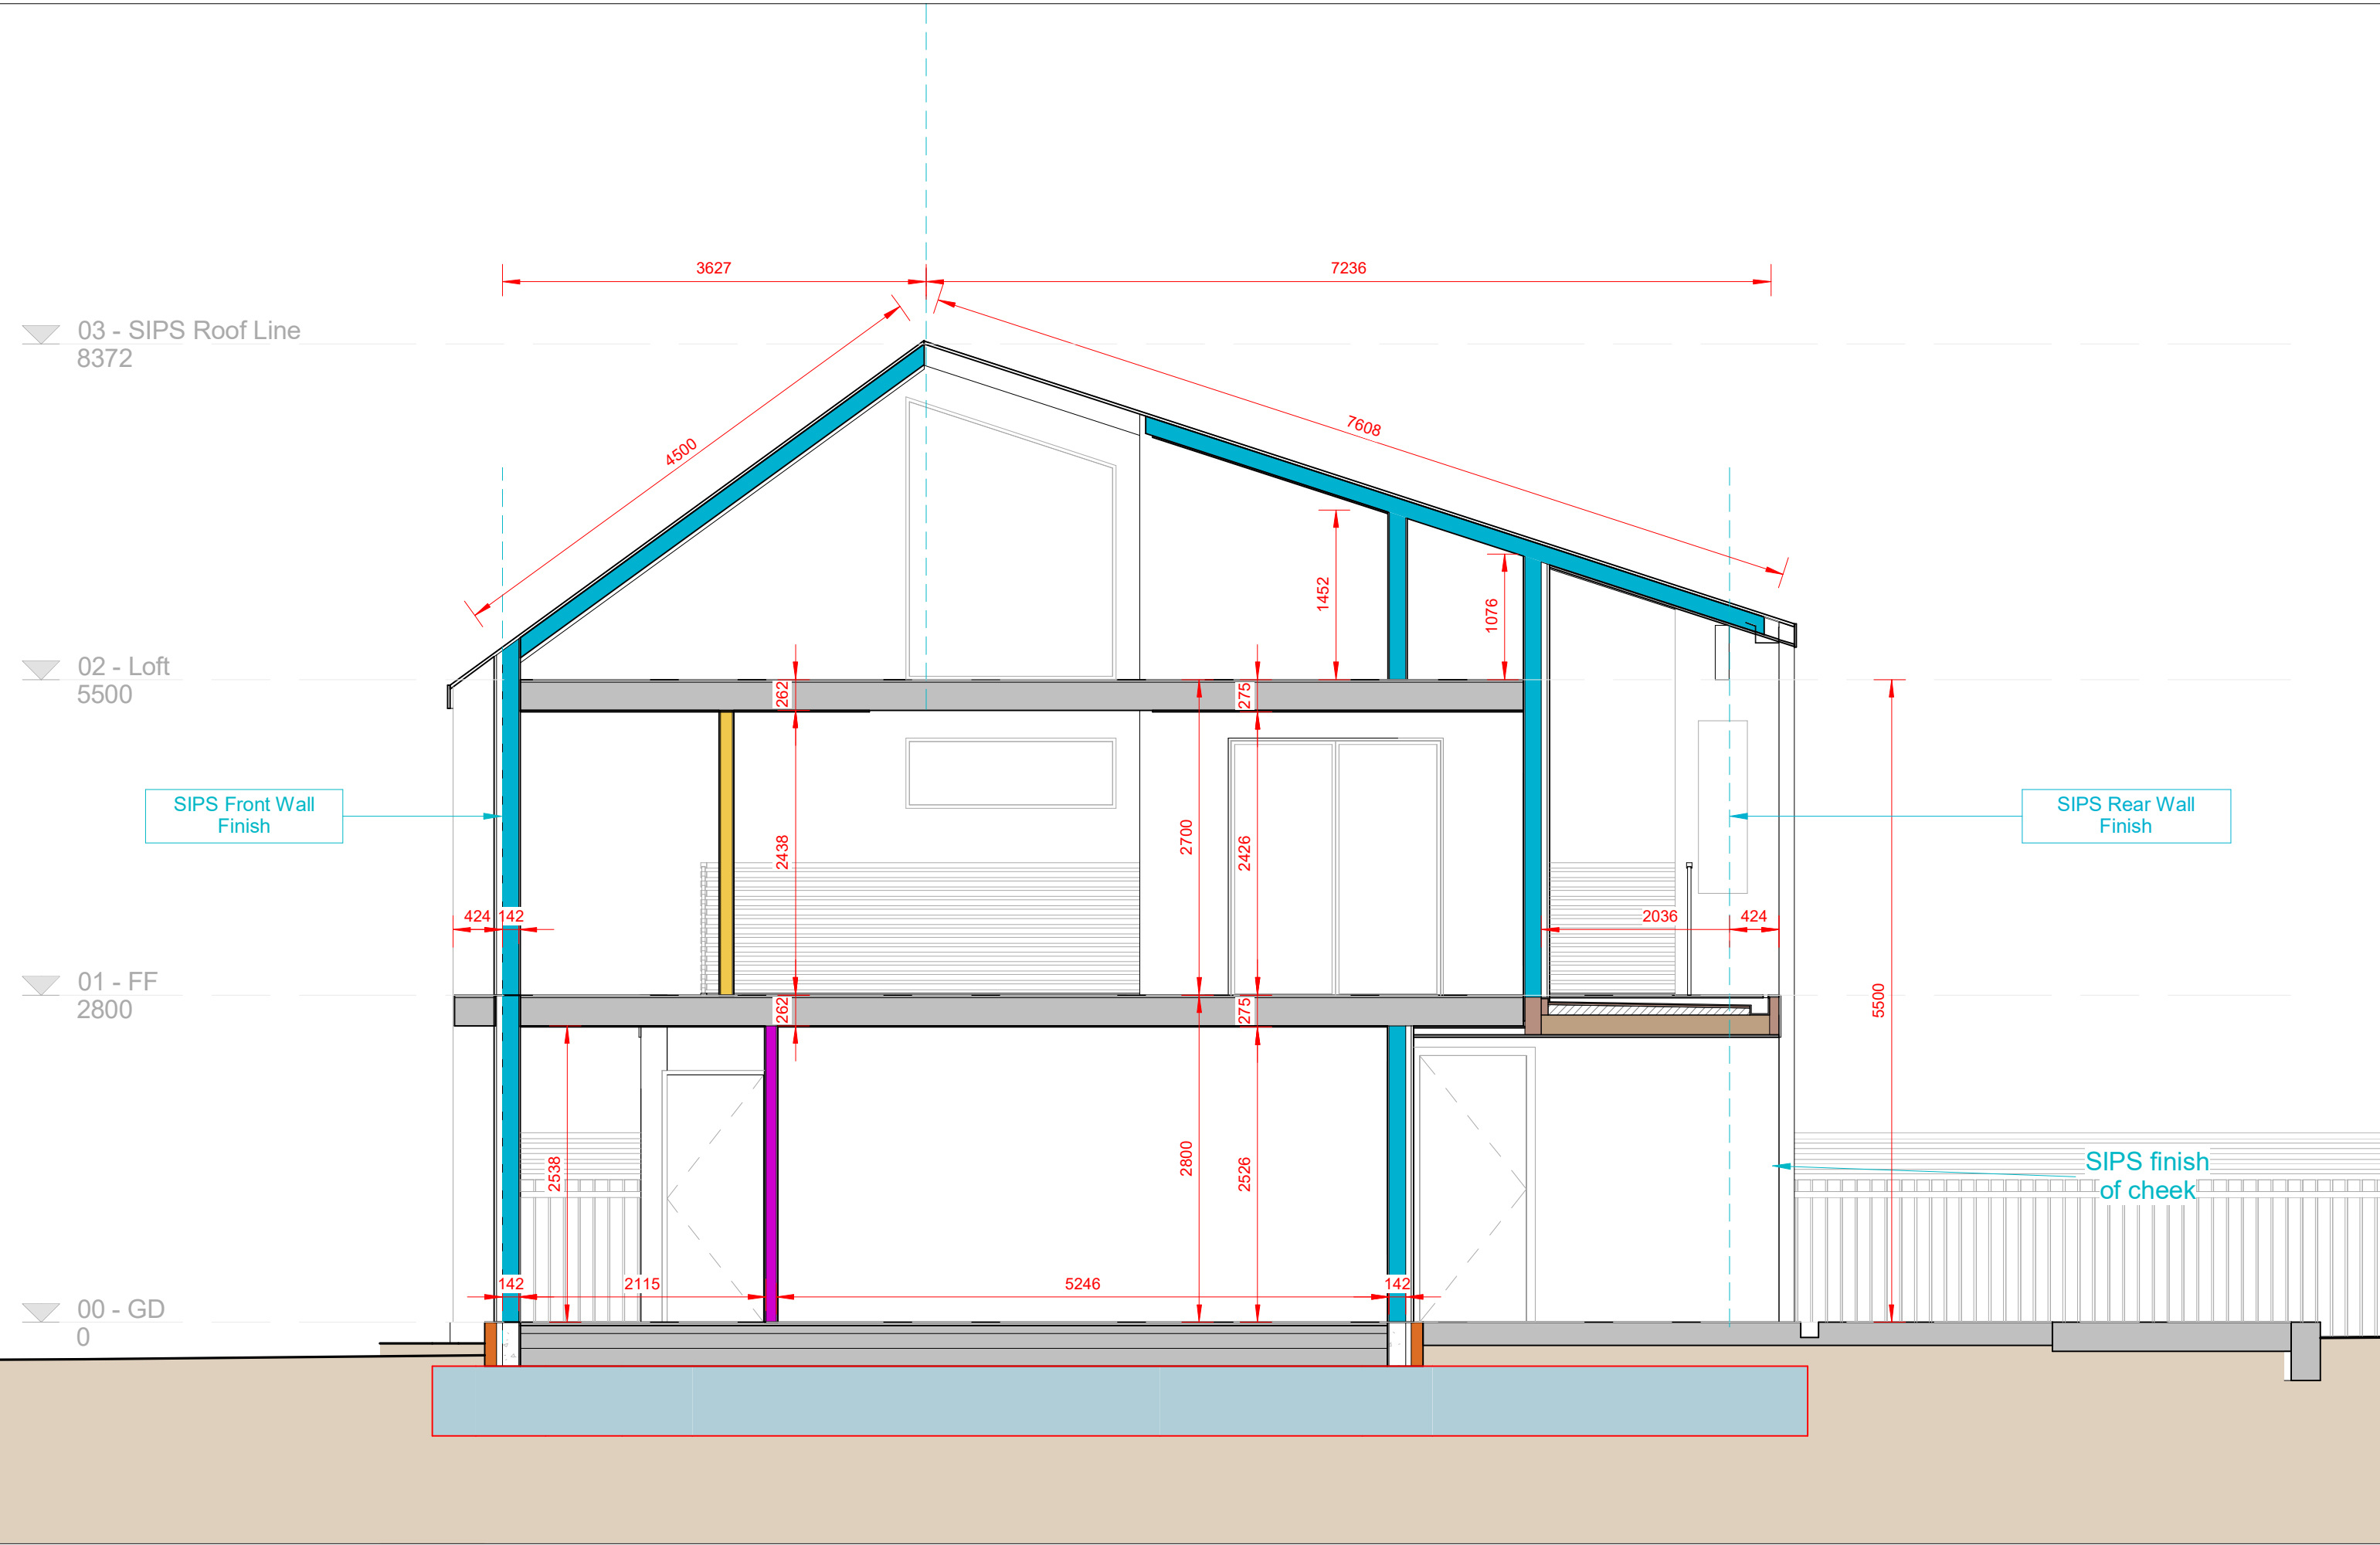 3627
7236
03 - SIPS Roof Line
8372
4500
7608
1452
1076
02 - Loft
5500
262
275
SIPS Front Wall
Finish
SIPS Rear Wall
Finish
2438
2700
2426
424
142
2036
424
01 - FF
2800
262
275
5500
2538
2800
2526
SIPS finish
of cheek
142
2115
5246
142
00 - GD
0